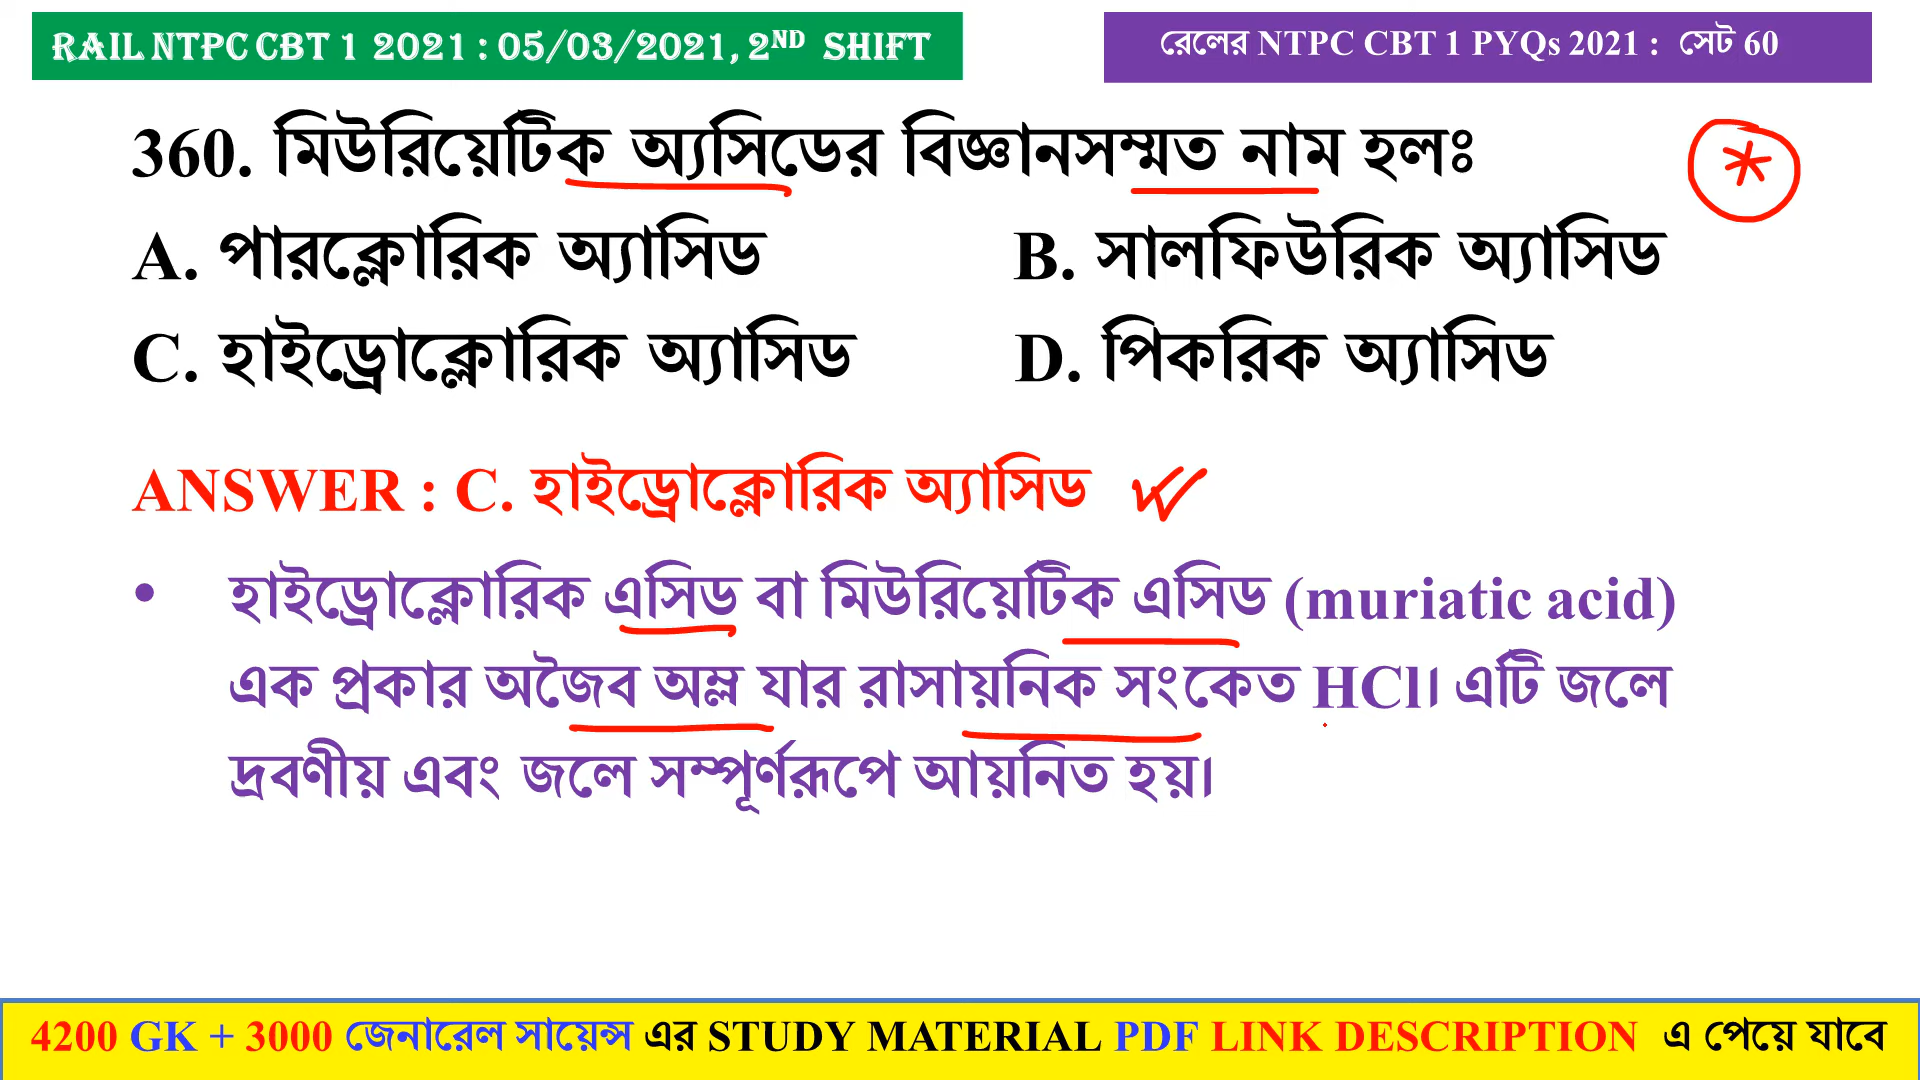 RAIL NTPC CBT 1 2021 : 05/03/2021, 2ND SHIFT
রেলের NTPC CBT 1 PYQs 2021 : সেট 60
360. মিউরিয়েটিক অ্যসিডের বিজ্ঞানসম্মত নাম হলঃ
A. পারক্লোরিক অ্যাসিড B. সালফিউরিক অ্যাসিড
C. হাইড্রোক্লোরিক অ্যাসিড D. পিকরিক অ্যাসিড
ANSWER : C. হাইড্রোক্লোরিক অ্যাসিড
• হাইড্রোক্লোরিক এসিড বা মিউরিয়েটিক এসিড (muriatic acid)
এক প্রকার অজৈব অম্ল যার রাসায়নিক সংকেত HCl। এটি জলে
দ্রবণীয় এবং জলে সম্পূর্ণরূপে আয়নিত হয়।
4200 GK + 3000 জেনারেল সায়েন্স এর STUDY MATERIAL PDF LINK DESCRIPTION এ পেয়ে যাবে